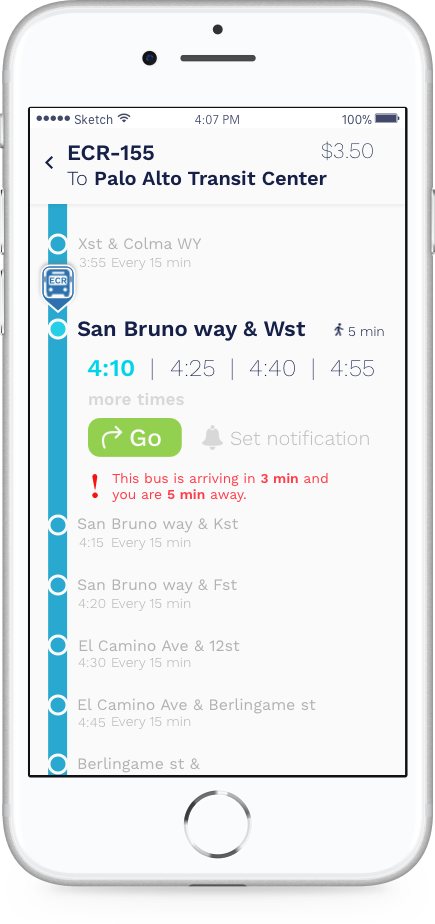 Sketch 4:07 PM 100%
ECR-155 $3.50
To Palo Alto Transit Center
Xst & Colma WY
3:55 Every 15 min
ECR
San Bruno way & Wst 5 min
4:10 | 4:25 | 4:40 | 4:55
more times
Go Set notification
! This bus is arriving in 3 min and
you are 5 min away.
San Bruno way & Kst
4:15 Every 15 min
San Bruno way & Fst
4:20 Every 15 min
El Camino Ave & 12st
4:30 Every 15 min
El Camino Ave & Berlingame st
4:45 Every 15 min
Berlingame st &